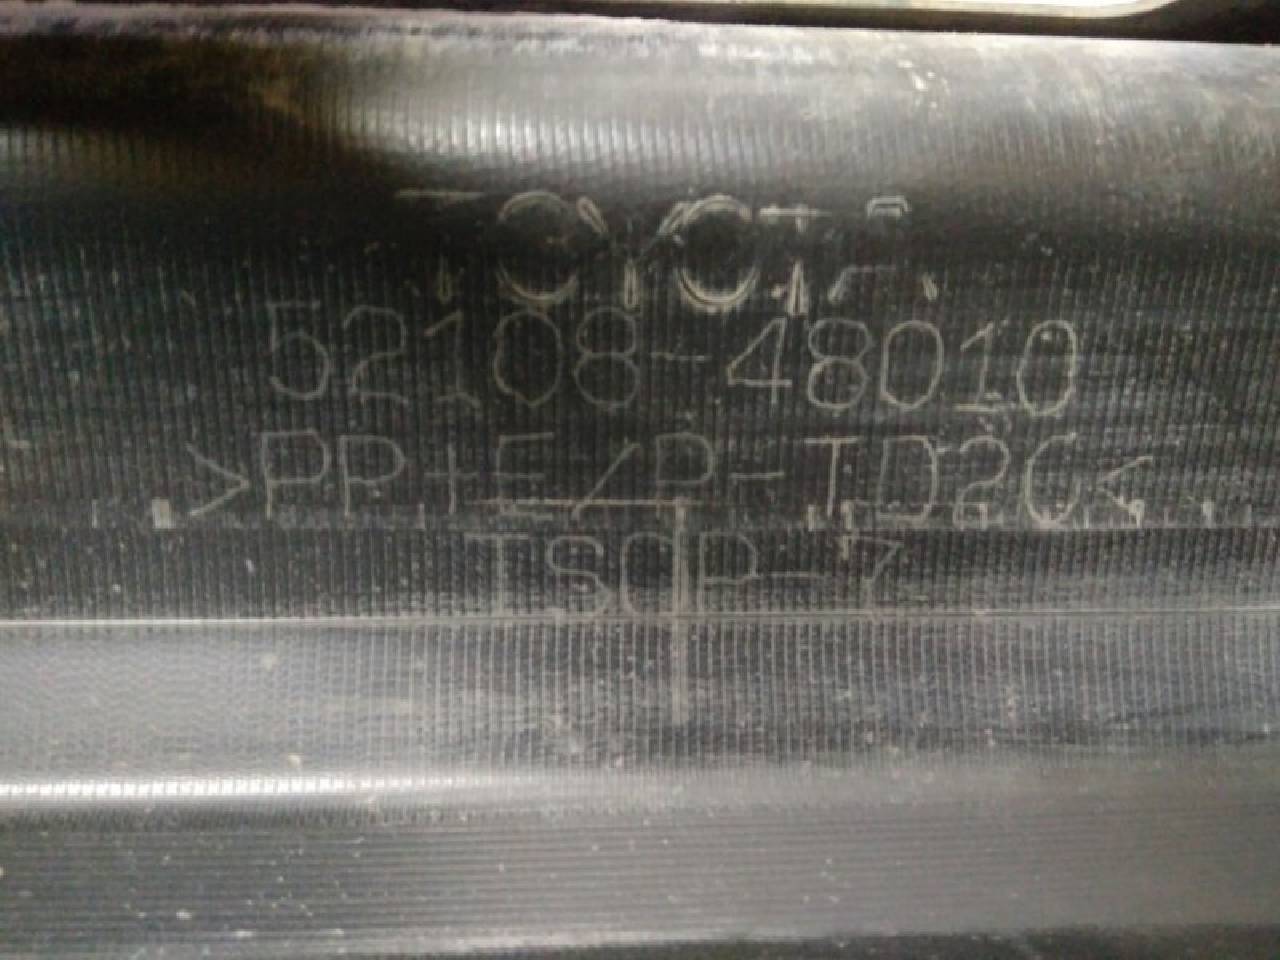 TOYOTA
52108-48010
>PP+E/P-TD20<
TSOP-7